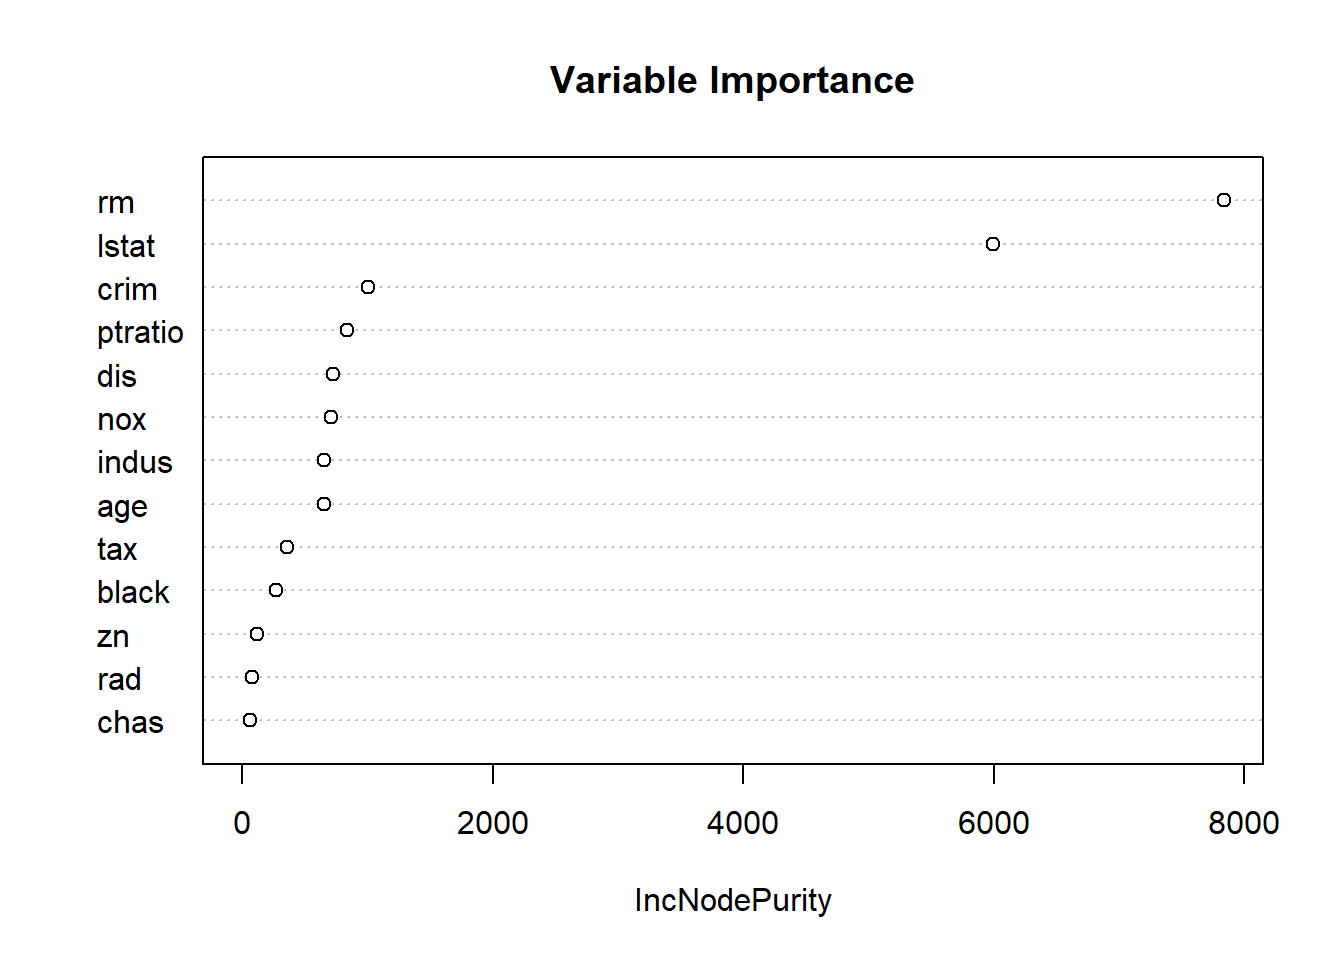 Variable Importance
rm
lstat
crim
ptratio
dis
nox
indus
age
tax
black
zn
rad
chas
0 2000 4000 6000 8000
IncNodePurity